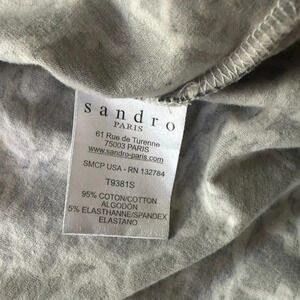 sandro
PARIS
61 Rue de Turenne
75003 PARIS
www.sandro-paris.com
SMCP USA - RN 132784
T9381S
95% COTON/COTTON
ALGODÓN
5% ELASTHANNE/SPANDEX
ELASTANO